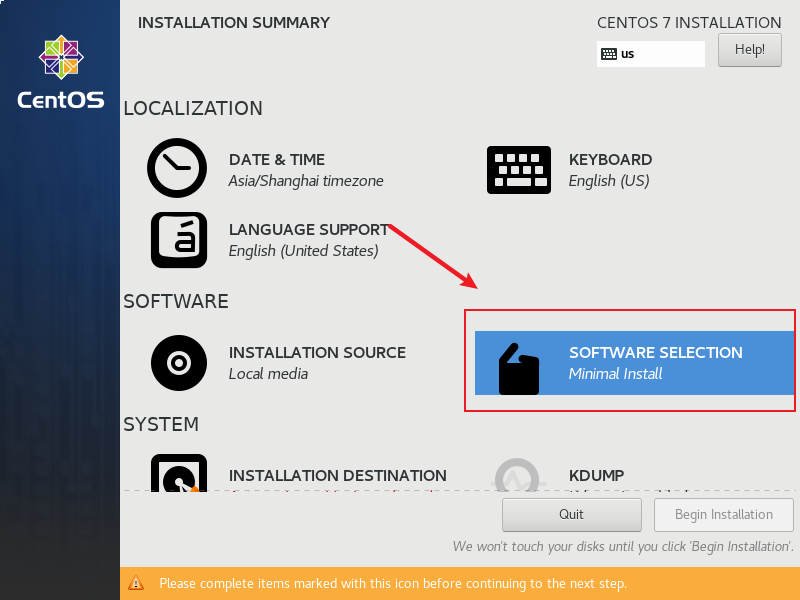 INSTALLATION SUMMARY
CENTOS 7 INSTALLATION
us
Help!
CentOS
LOCALIZATION
DATE & TIME
Asia/Shanghai timezone
KEYBOARD
English (US)
LANGUAGE SUPPORT
English (United States)
SOFTWARE
INSTALLATION SOURCE
Local media
SOFTWARE SELECTION
Minimal Install
SYSTEM
INSTALLATION DESTINATION
KDUMP
Quit
Begin Installation
We won't touch your disks until you click 'Begin Installation'.
Please complete items marked with this icon before continuing to the next step.